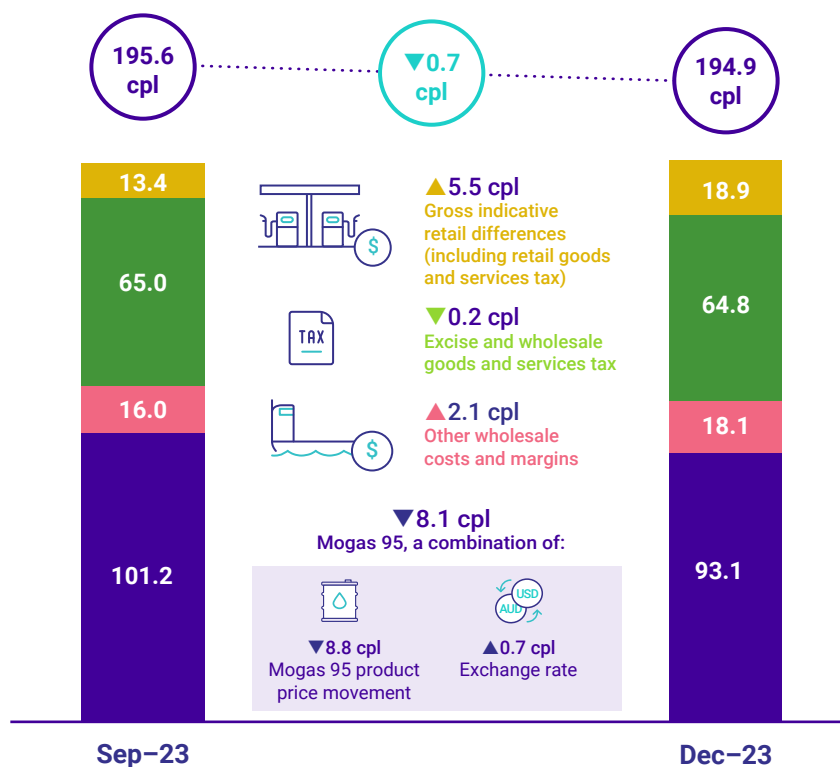 195.6
cpl
▼0.7
cpl
194.9
cpl
13.4
65.0
16.0
101.2
▲5.5 cpl
Gross indicative
retail differences
(including retail goods
and services tax)
$
TAX
▼0.2 cpl
Excise and wholesale
goods and services tax
$
▲2.1 cpl
Other wholesale
costs and margins
▼8.1 cpl
Mogas 95, a combination of:
▼8.8 cpl
Mogas 95 product
price movement
USD
AUD
▲0.7 cpl
Exchange rate
18.9
64.8
18.1
93.1
Sep–23
Dec–23